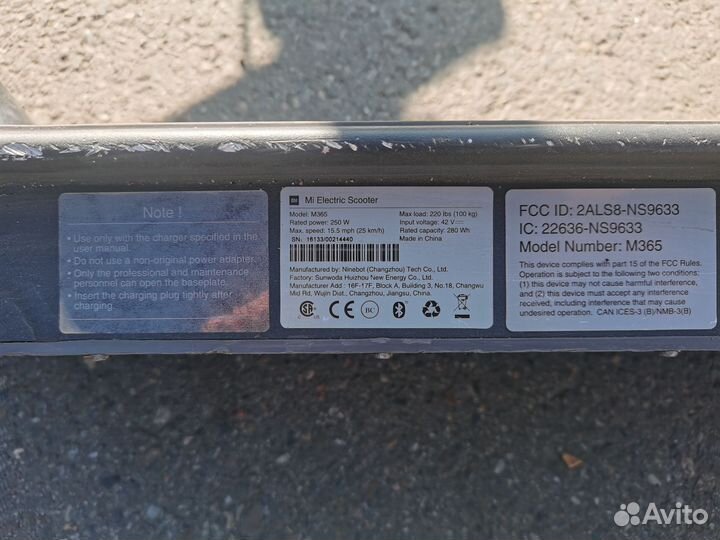 Note !
• Use only with the charger specified in the
user manual.
• Do not use a non-original power adapter.
• Only the professional and maintenance
personnel can open the baseplate.
• Insert the charging plug tightly after
charging.
MI Mi Electric Scooter
Model: M365
Rated power: 250 W
Max. speed: 15.5 mph (25 km/h)
SN: 16133/00214440
Max-load: 220 lbs (100 kg)
Input voltage: 42 V
Rated capacity: 280 Wh
Made in China
Manufactured by: Ninebot (Changzhou) Tech Co., Ltd.
Factory: Sunwoda Huizhou New Energy Co., Ltd.
Manufacturer Add : 16F-17F, Block A, Building 3, No.18, Changwu
Mid Rd, Wujin Dist., Changzhou, Jiangsu, China.
CE BC
FCC ID: 2ALS8-NS9633
IC: 22636-NS9633
Model Number: M365
This device complies with part 15 of the FCC Rules.
Operation is subject to the following two conditions:
(1) this device may not cause harmful interference,
and (2) this device must accept any interference
received, including interference that may cause
undesired operation. CAN ICES-3 (B)/NMB-3(B)
Avito